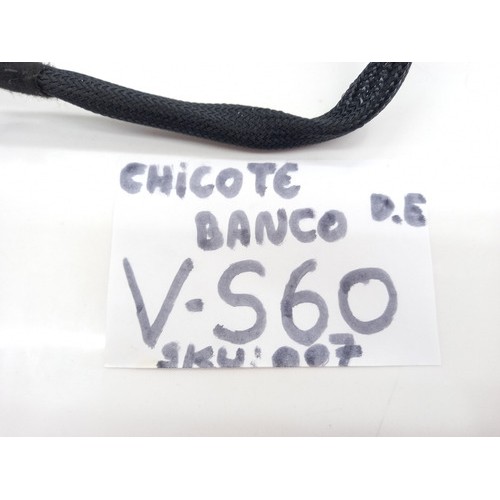 CHICOTE
BANCO D.E
V-S60
SKU:007